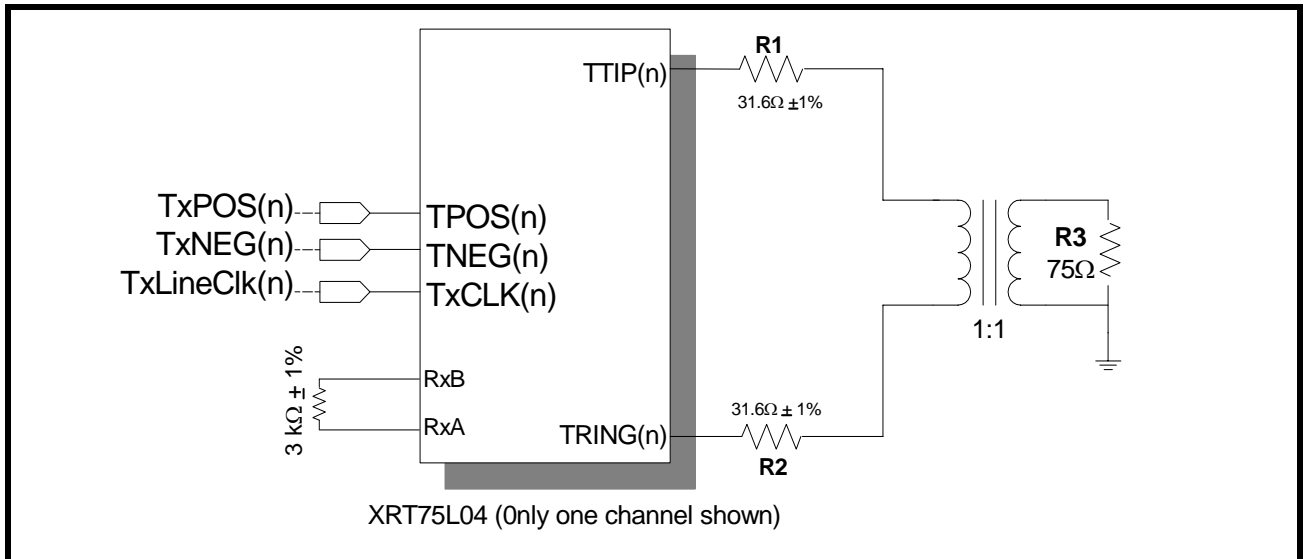 R1
TTIP(n)
31.6Ω ±1%
TxPOS(n)
TPOS(n)
TxNEG(n)
TNEG(n)
TxLineClk(n)
TxCLK(n)
R3
75Ω
1:1
3 kΩ ± 1%
RxB
RxA
31.6Ω ± 1%
TRING(n)
R2
XRT75L04 (0nly one channel shown)